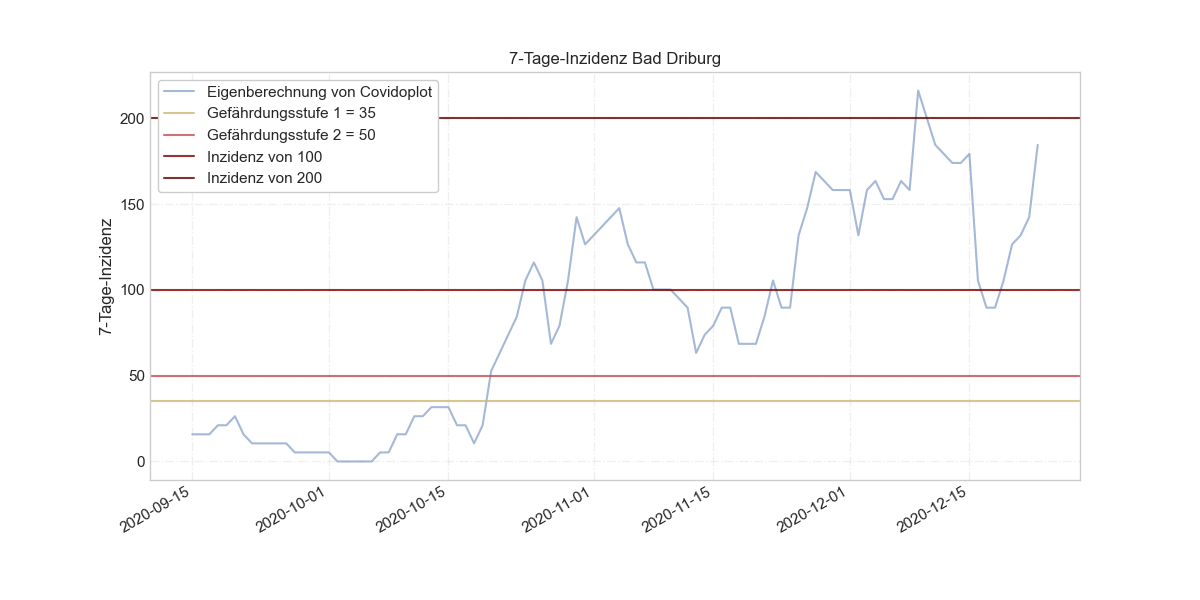 7-Tage-Inzidenz Bad Driburg
Eigenberechnung von Covidoplot
Gefährdungsstufe 1 = 35
Gefährdungsstufe 2 = 50
Inzidenz von 100
Inzidenz von 200
7-Tage-Inzidenz
200
150
100
50
0
2020-09-15
2020-10-01
2020-10-15
2020-11-01
2020-11-15
2020-12-01
2020-12-15